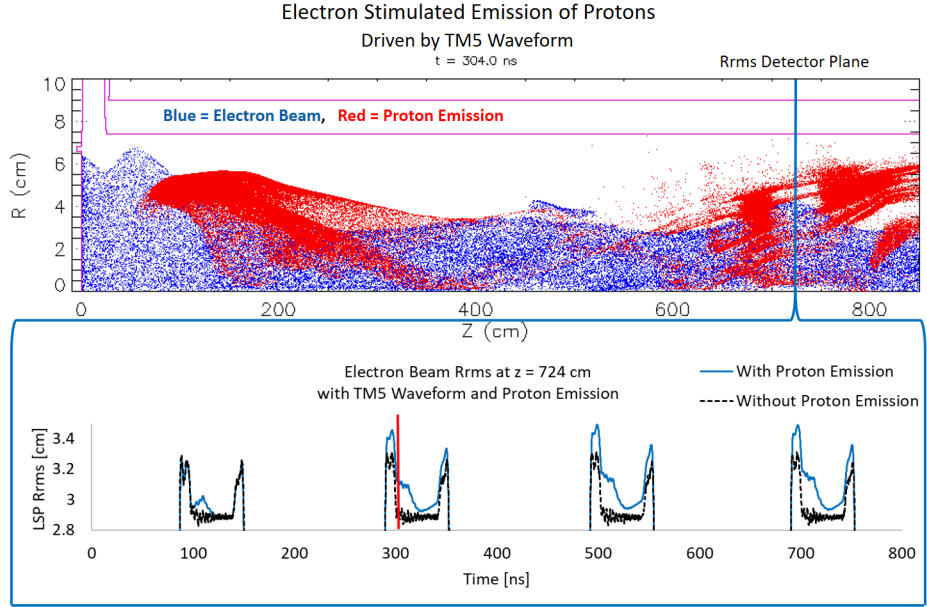 Electron Stimulated Emission of Protons
Driven by TM5 Waveform
t = 304.0 ns
Rrms Detector Plane
Blue = Electron Beam, Red = Proton Emission
10
8
6
4
2
0
R (cm)
0 200 400 600 800
Z (cm)
Electron Beam Rrms at z = 724 cm
with TM5 Waveform and Proton Emission
With Proton Emission
Without Proton Emission
LSP Rrms [cm]
3.4
3.2
3
2.8
0 100 200 300 400 500 600 700 800
Time [ns]